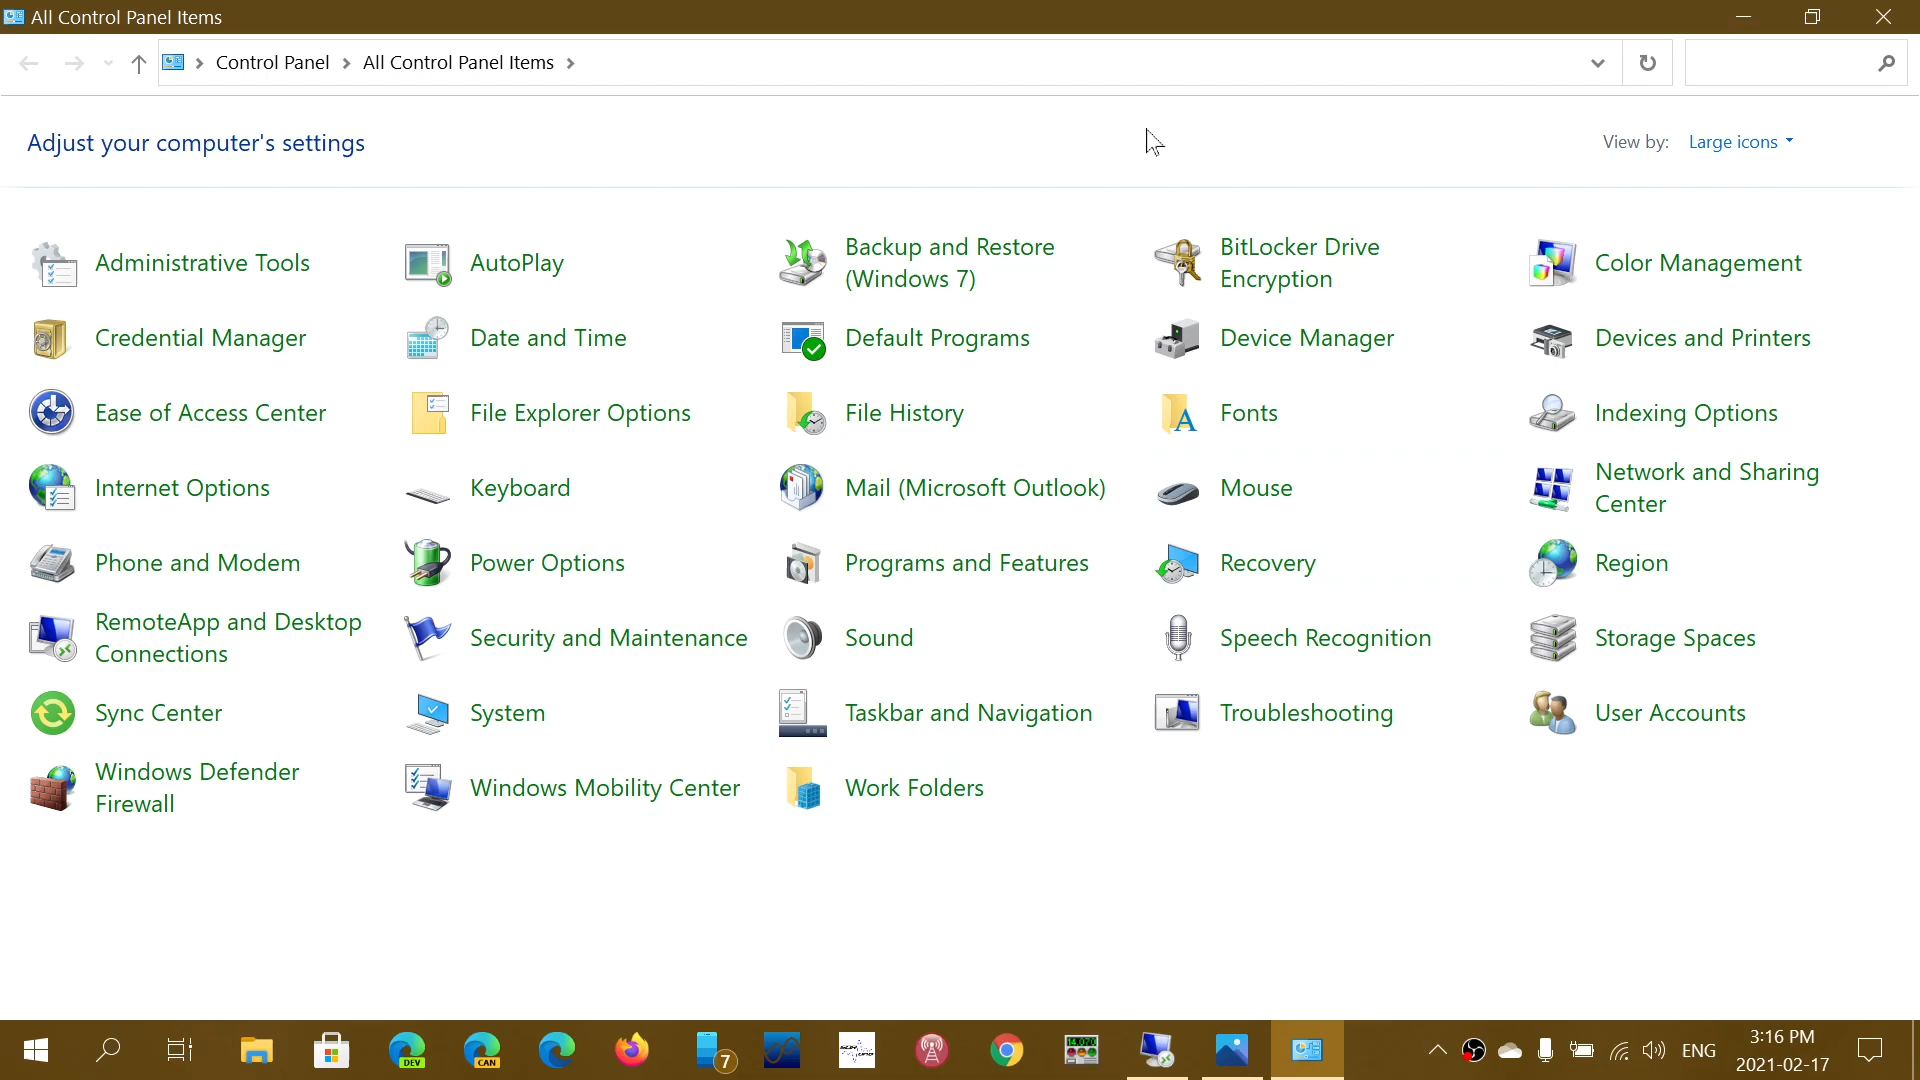 All Control Panel Items
Control Panel
All Control Panel Items
Adjust your computer's settings
View by: Large icons
Administrative Tools
AutoPlay
Backup and Restore
(Windows 7)
BitLocker Drive
Encryption
Color Management
Credential Manager
Date and Time
Default Programs
Device Manager
Devices and Printers
Ease of Access Center
File Explorer Options
File History
Fonts
Indexing Options
Internet Options
Keyboard
Mail (Microsoft Outlook)
Mouse
Network and Sharing
Center
Phone and Modem
Power Options
Programs and Features
Recovery
Region
RemoteApp and Desktop
Connections
Security and Maintenance
Sound
Speech Recognition
Storage Spaces
Sync Center
System
Taskbar and Navigation
Troubleshooting
User Accounts
Windows Defender
Firewall
Windows Mobility Center
Work Folders
DEV
CAN
7
14.070
ENG
3:16 PM
2021-02-17